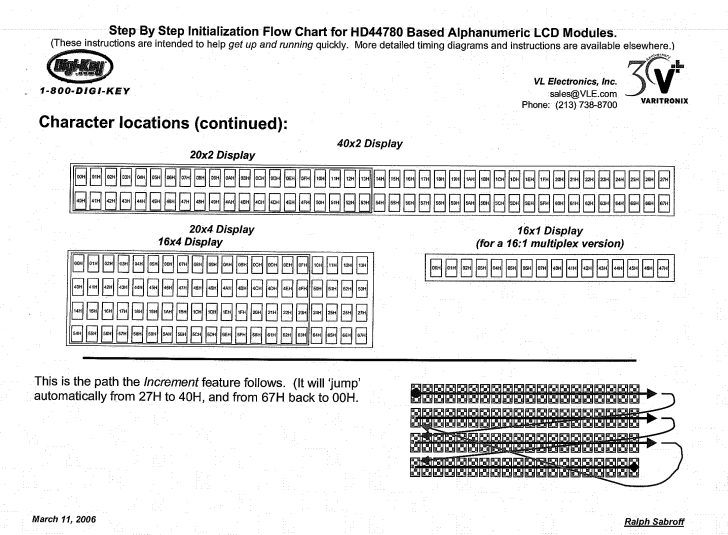 Step By Step Initialization Flow Chart for HD44780 Based Alphanumeric LCD Modules.
(These instructions are intended to help get up and running quickly. More detailed timing diagrams and instructions are available elsewhere.)
Digi-Key
1-800-DIGI-KEY
VL Electronics, Inc.
sales@VLE.com
Phone: (213) 738-8700
VARITRONIX
Character locations (continued):
40x2 Display
20x2 Display
00H 01H 02H 03H 04H 05H 06H 07H 08H 09H 0AH 0BH 0CH 0DH 0EH 0FH 10H 11H 12H 13H 14H 15H 16H 17H 18H 19H 1AH 1BH 1CH 1DH 1EH 1FH 20H 21H 22H 23H 24H 25H 26H 27H
40H 41H 42H 43H 44H 45H 46H 47H 48H 49H 4AH 4BH 4CH 4DH 4EH 4FH 50H 51H 52H 53H 54H 55H 56H 57H 58H 59H 5AH 5BH 5CH 5DH 5EH 5FH 60H 61H 62H 63H 64H 65H 66H 67H
20x4 Display
16x4 Display
16x1 Display
(for a 16:1 multiplex version)
00H 01H 02H 03H 04H 05H 06H 07H 08H 09H 0AH 0BH 0CH 0DH 0EH 0FH 10H 11H 12H 13H
40H 41H 42H 43H 44H 45H 46H 47H 48H 49H 4AH 4BH 4CH 4DH 4EH 4FH 50H 51H 52H 53H
14H 15H 16H 17H 18H 19H 1AH 1BH 1CH 1DH 1EH 1FH 20H 21H 22H 23H 24H 25H 26H 27H
54H 55H 56H 57H 58H 59H 5AH 5BH 5CH 5DH 5EH 5FH 60H 61H 62H 63H 64H 65H 66H 67H
00H 01H 02H 03H 04H 05H 06H 07H 40H 41H 42H 43H 44H 45H 46H 47H
This is the path the Increment feature follows. (It will 'jump'
automatically from 27H to 40H, and from 67H back to 00H.
March 11, 2006
Ralph Sabroff